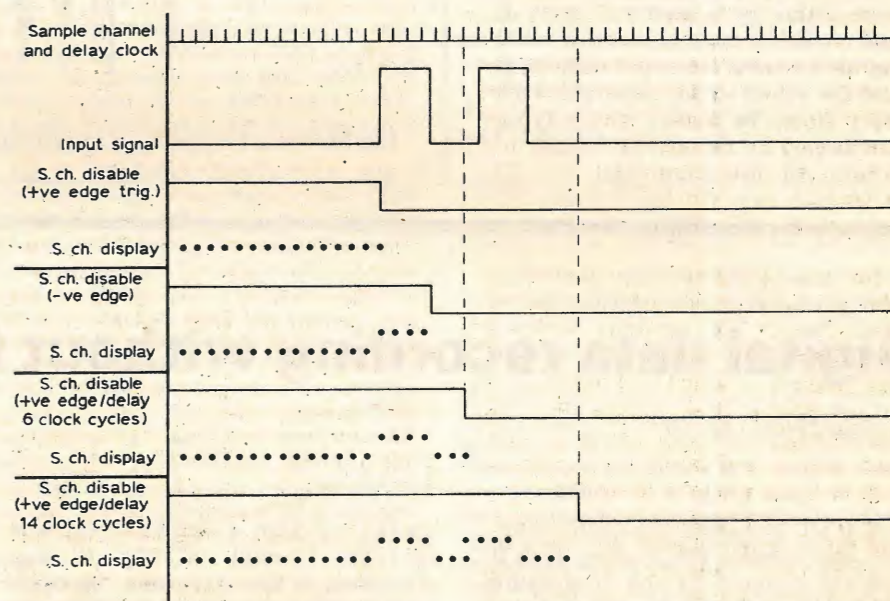 Sample channel
and delay clock
Input signal
S. ch. disable
(+ve edge trig.)
S. ch. display
S. ch. disable
(-ve edge)
S. ch. display
S. ch. disable
(+ve edge/delay
6 clock cycles)
S. ch. display
S. ch. disable
(+ve edge/delay
14 clock cycles)
S. ch. display